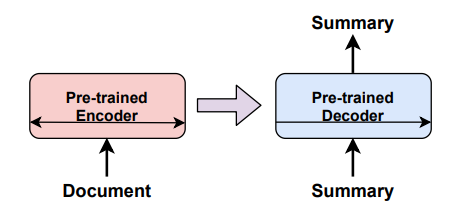 Summary
Pre-trained
Encoder
Pre-trained
Decoder
Document
Summary